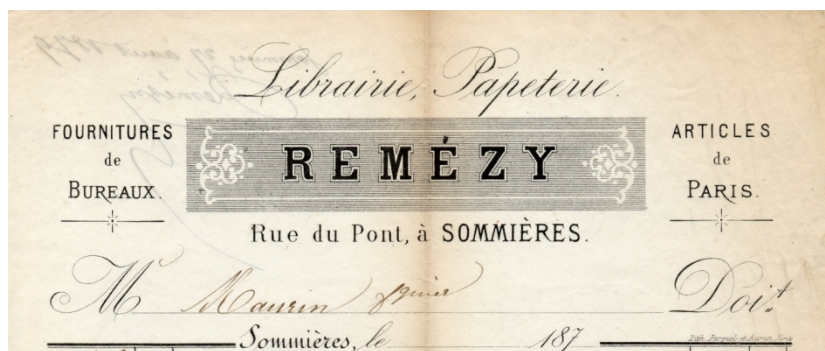 Librairie, Papeterie.
FOURNITURES
de
BUREAUX.
REMÉZY
ARTICLES
de
PARIS.
Rue du Pont, à SOMMIÈRES.
M Maurin Doit
Sommières, le 187